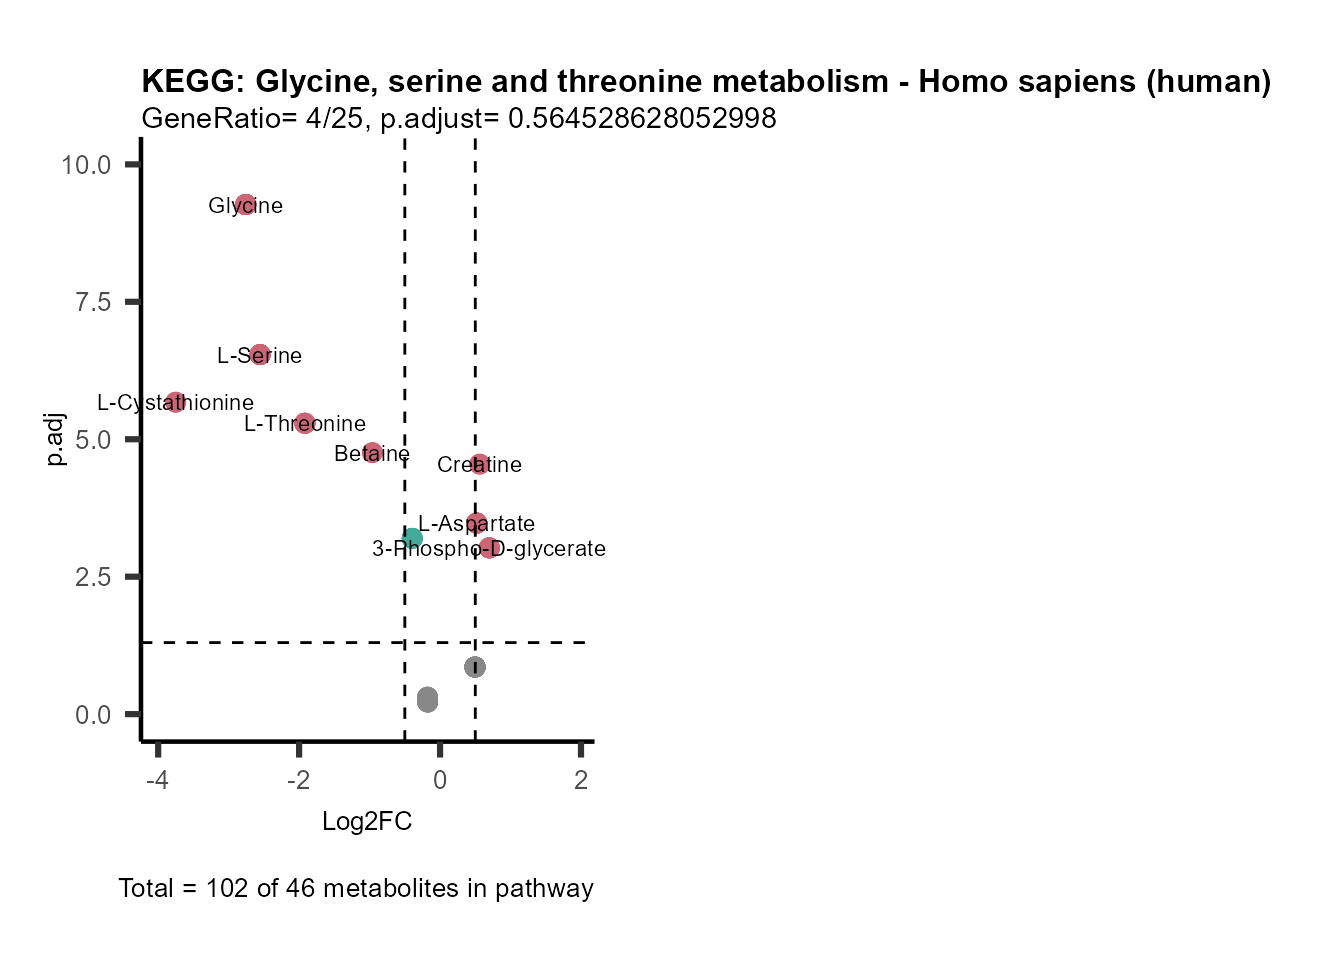 KEGG: Glycine, serine and threonine metabolism - Homo sapiens (human)
GeneRatio= 4/25, p.adjust= 0.564528628052998
10.0
Glycine
7.5
L-Serine
L-Cystathionine
L-Threonine
p.adj
5.0
Betaine
Creatine
L-Aspartate
3-Phospho-D-glycerate
2.5
0.0
-4
-2
0
2
Log2FC
Total = 102 of 46 metabolites in pathway